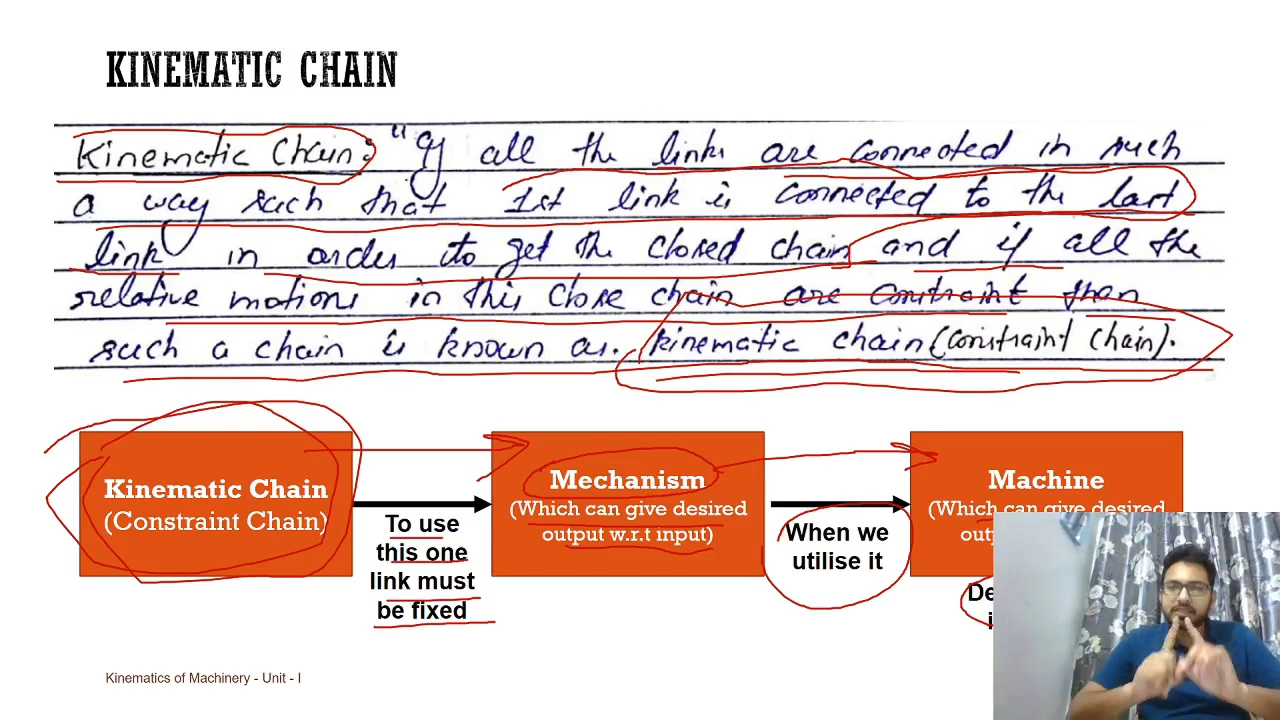 KINEMATIC CHAIN
Kinematic Chain: "If all the links are connected in such
a way such that 1st link is connected to the last
link in order to get the closed chain and if all the
relative motions in this close chain are constraint than
such a chain is known as. kinematic chain (constraint chain).
Kinematic Chain
(Constraint Chain)
To use
this one
link must
be fixed
Mechanism
(Which can give desired
output w.r.t input)
When we
utilise it
Machine
(Which can give desired
Kinematics of Machinery - Unit - I